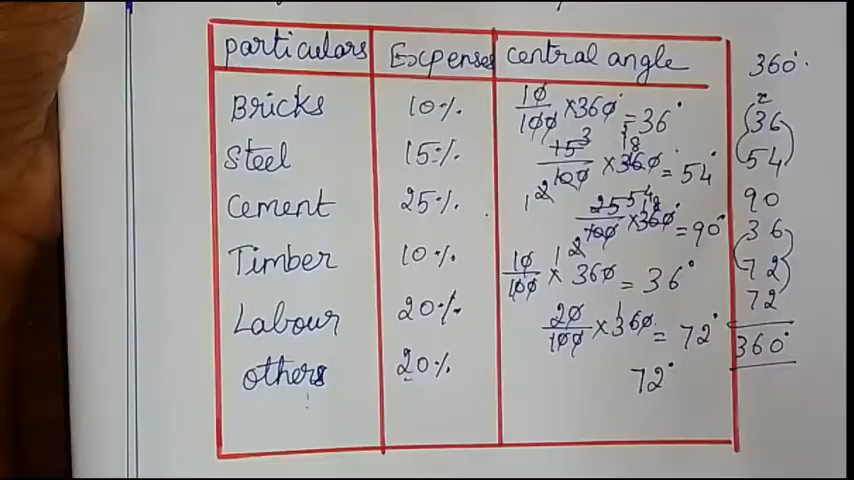 particulars Expenses central angle 360°
Bricks 10% 10/100 × 360° = 36° 36
Steel 15% 15/100 × 360° = 54° 54
Cement 25% 25/100 × 360° = 90° 90
Timber 10% 10/100 × 360 = 36° 36
Labour 20% 20/100 × 360 = 72° 72
others 20% 72° 72
360°